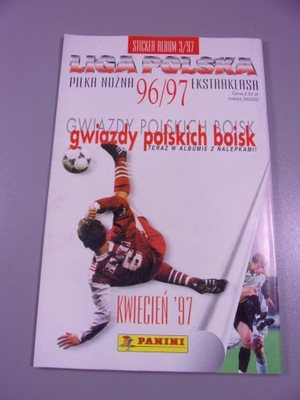 STICKER ALBUM 3/97
LIGA POLSKA
PIŁKA NOŻNA 96/97 EKSTRAKLASA
GWIAZDY POLSKICH BOISK
gwiazdy polskich boisk
TERAZ W ALBUMIE Z NALEPKAMI!
6
KWIECIEŃ '97
PANINI